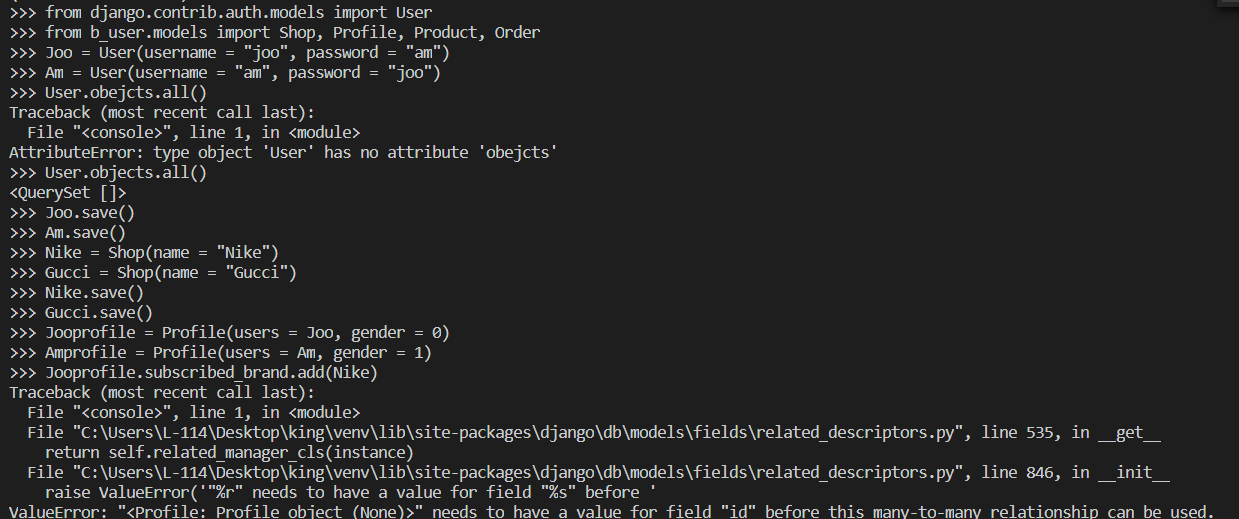 >>> from django.contrib.auth.models import User
>>> from b_user.models import Shop, Profile, Product, Order
>>> Joo = User(username = "joo", password = "am")
>>> Am = User(username = "am", password = "joo")
>>> User.obejcts.all()
Traceback (most recent call last):
  File "<console>", line 1, in <module>
AttributeError: type object 'User' has no attribute 'obejcts'
>>> User.objects.all()
<QuerySet []>
>>> Joo.save()
>>> Am.save()
>>> Nike = Shop(name = "Nike")
>>> Gucci = Shop(name = "Gucci")
>>> Nike.save()
>>> Gucci.save()
>>> Jooprofile = Profile(users = Joo, gender = 0)
>>> Amprofile = Profile(users = Am, gender = 1)
>>> Jooprofile.subscribed_brand.add(Nike)
Traceback (most recent call last):
  File "<console>", line 1, in <module>
  File "C:\Users\L-114\Desktop\king\venv\lib\site-packages\django\db\models\fields\related_descriptors.py", line 535, in __get__
    return self.related_manager_cls(instance)
  File "C:\Users\L-114\Desktop\king\venv\lib\site-packages\django\db\models\fields\related_descriptors.py", line 846, in __init__
    raise ValueError('"%r" needs to have a value for field "%s" before '
ValueError: "<Profile: Profile object (None)>" needs to have a value for field "id" before this many-to-many relationship can be used.